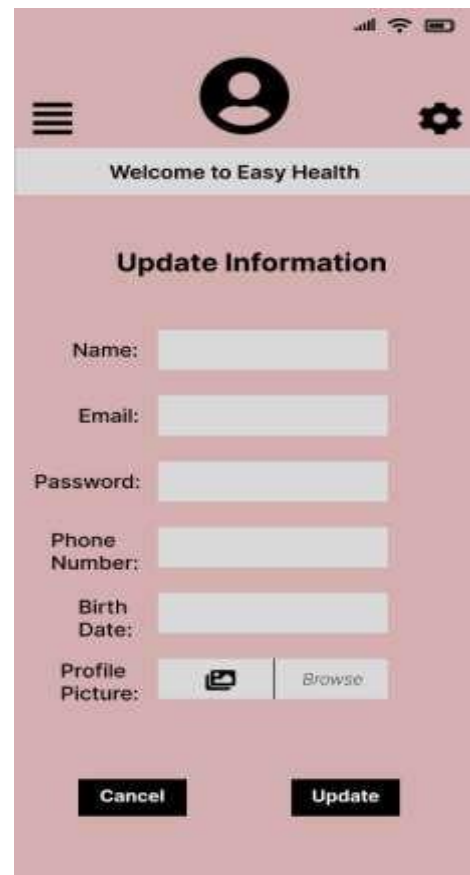 Welcome to Easy Health
Update Information
Name:
Email:
Password:
Phone
Number:
Birth
Date:
Profile
Picture:
Browse
Cancel
Update